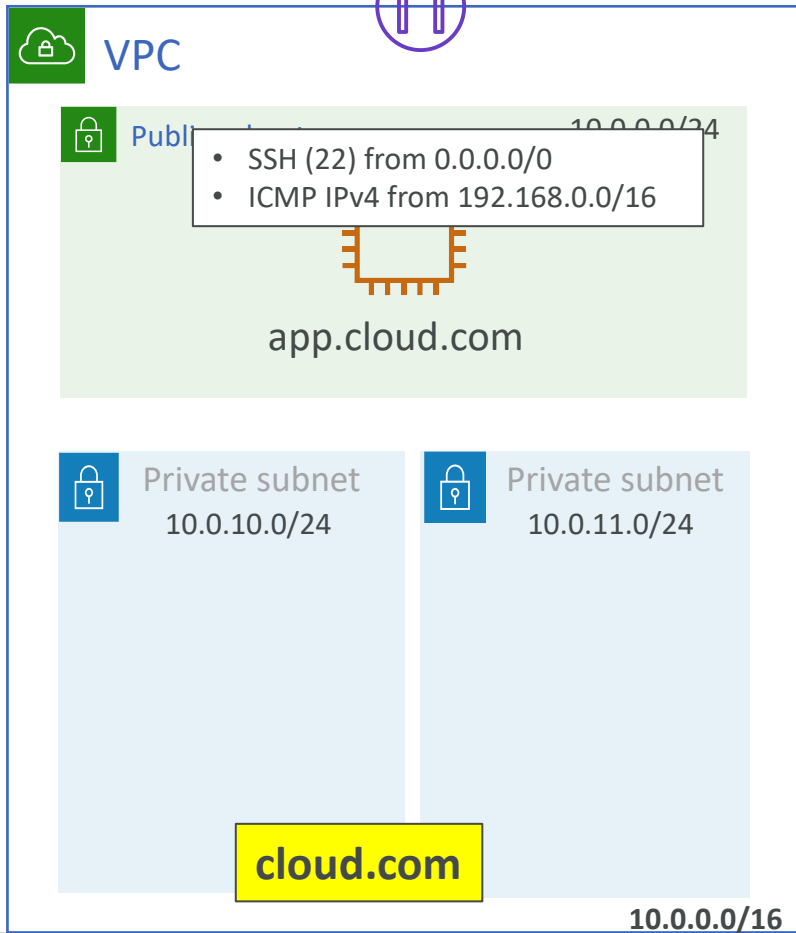 VPC
Publi
10.0.0.0/24
• SSH (22) from 0.0.0.0/0
• ICMP IPv4 from 192.168.0.0/16
app.cloud.com
Private subnet
10.0.10.0/24
Private subnet
10.0.11.0/24
cloud.com
10.0.0.0/16